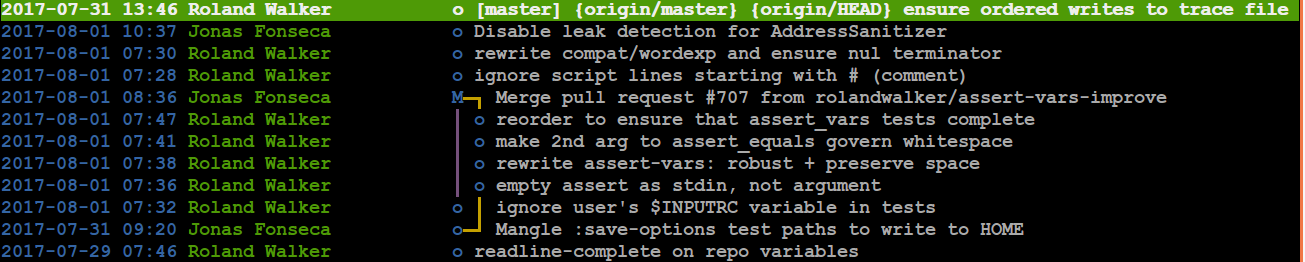 2017-07-31 13:46 Roland Walker o [master] {origin/master} {origin/HEAD} ensure ordered writes to trace file
2017-08-01 10:37 Jonas Fonseca o Disable leak detection for AddressSanitizer
2017-08-01 07:30 Roland Walker o rewrite compat/wordexp and ensure nul terminator
2017-08-01 07:28 Roland Walker o ignore script lines starting with # (comment)
2017-08-01 08:36 Jonas Fonseca M Merge pull request #707 from rolandwalker/assert-vars-improve
2017-08-01 07:47 Roland Walker o reorder to ensure that assert_vars tests complete
2017-08-01 07:41 Roland Walker o make 2nd arg to assert_equals govern whitespace
2017-08-01 07:38 Roland Walker o rewrite assert-vars: robust + preserve space
2017-08-01 07:36 Roland Walker o empty assert as stdin, not argument
2017-08-01 07:32 Roland Walker o ignore user's $INPUTRC variable in tests
2017-07-31 09:20 Jonas Fonseca o Mangle :save-options test paths to write to HOME
2017-07-29 07:46 Roland Walker o readline-complete on repo variables